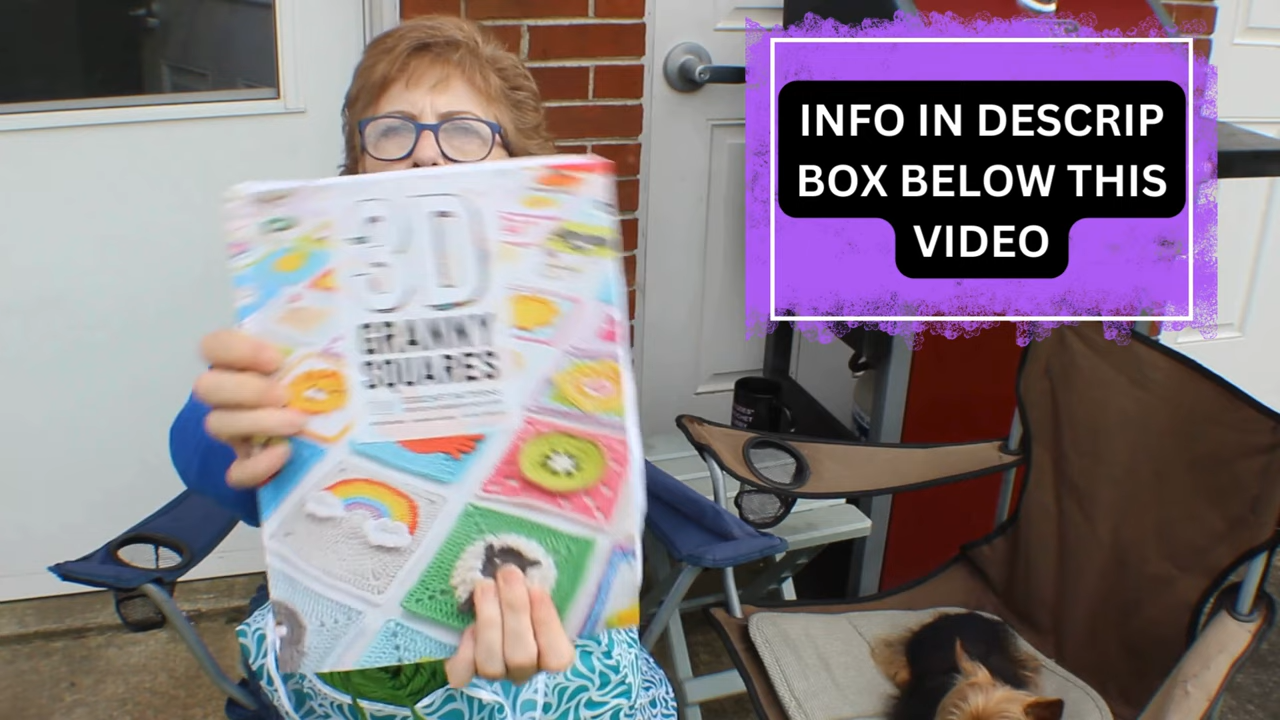 INFO IN DESCRIP
BOX BELOW THIS
VIDEO
3D
GRANNY
SQUARES